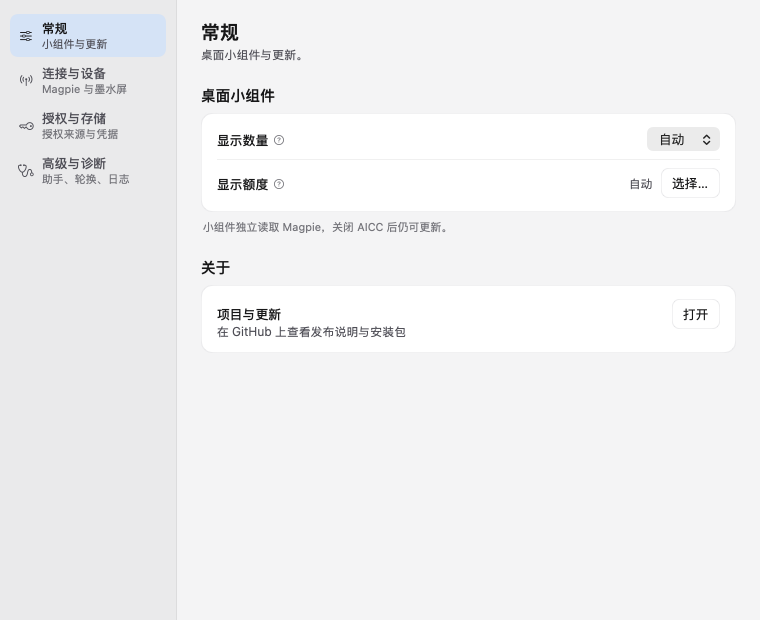 常规
小组件与更新
连接与设备
Magpie 与墨水屏
授权与存储
授权来源与凭据
高级与诊断
助手、轮换、日志
常规
桌面小组件与更新。
桌面小组件
显示数量 ?
自动
显示额度 ?
自动
选择...
小组件独立读取 Magpie，关闭 AICC 后仍可更新。
关于
项目与更新
在 GitHub 上查看发布说明与安装包
打开